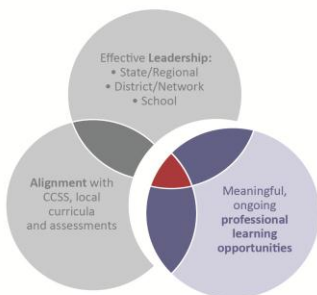 Effective Leadership:
• State/Regional
• District/Network
• School
Alignment with
CCSS, local
curricula
and assessments
Meaningful,
ongoing
professional
learning
opportunities